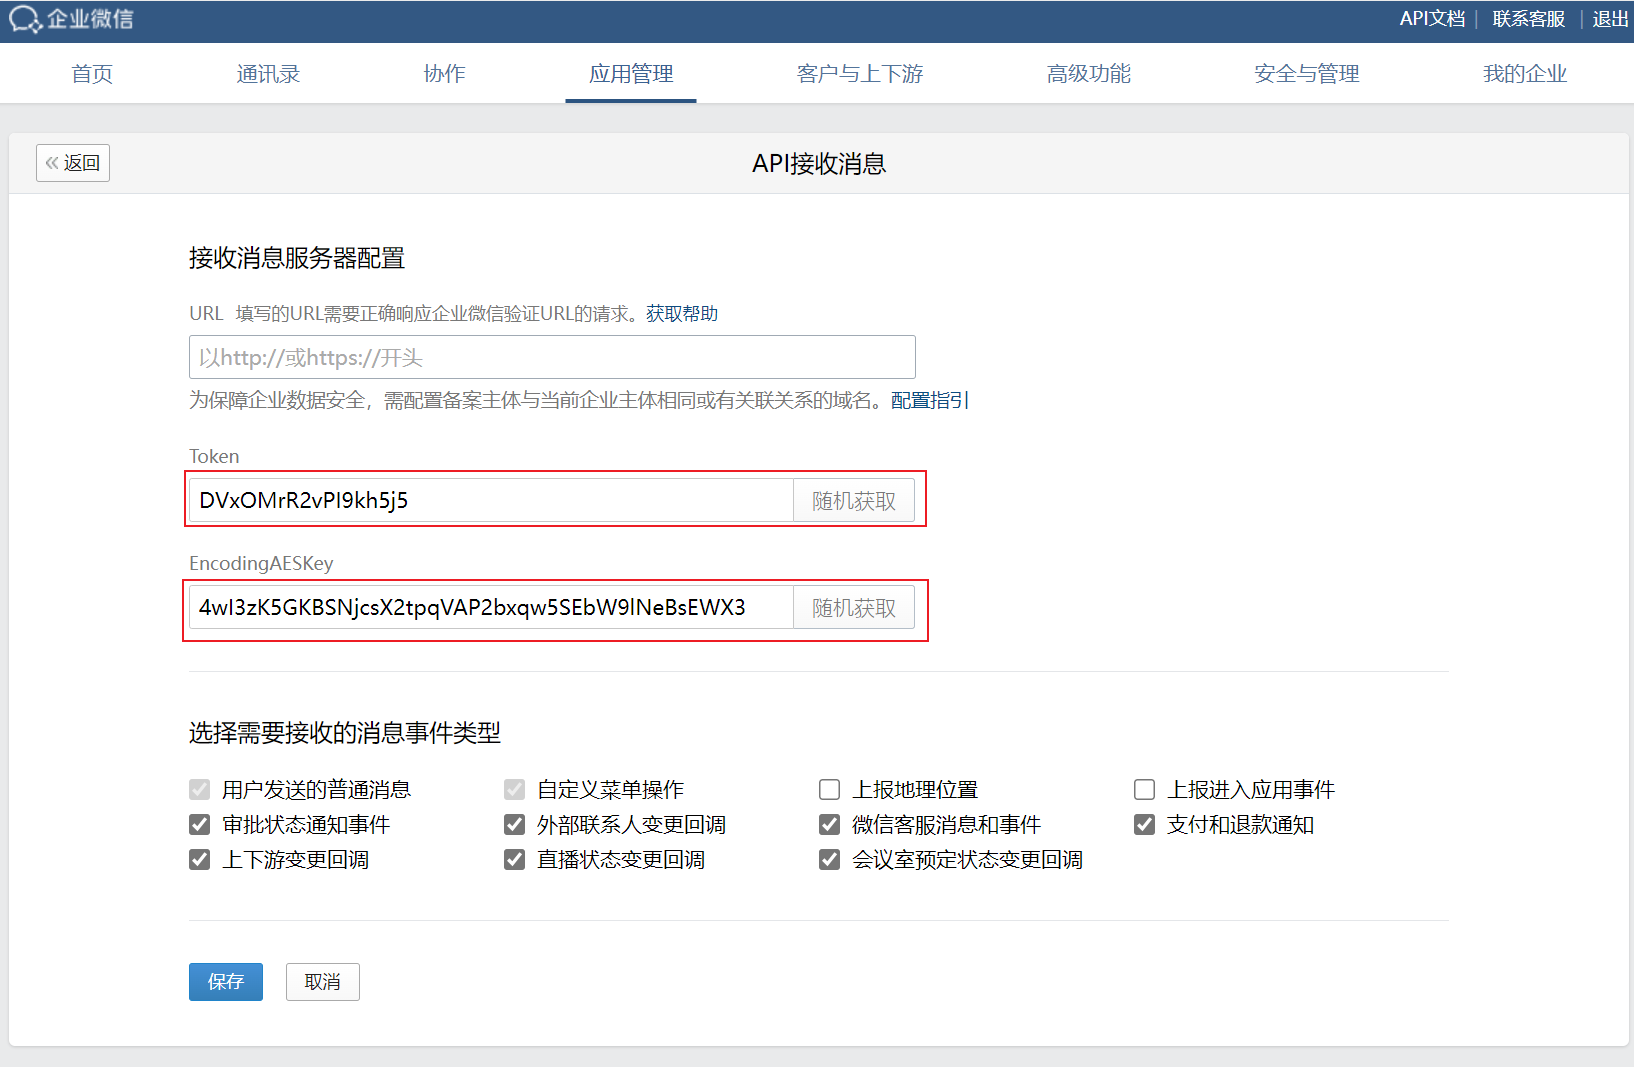 企业微信
API文档 | 联系客服 | 退出
首页 通讯录 协作 应用管理 客户与上下游 高级功能 安全与管理 我的企业
« 返回
API接收消息
接收消息服务器配置
URL 填写的URL需要正确响应企业微信验证URL的请求。获取帮助
以http://或https://开头
为保障企业数据安全，需配置备案主体与当前企业主体相同或有关联关系的域名。配置指引
Token
DVxOMrR2vPI9kh5j5 随机获取
EncodingAESKey
4wI3zK5GKBSNjcsX2tpqVAP2bxqw5SEbW9lNeBsEWX3 随机获取
选择需要接收的消息事件类型
用户发送的普通消息 自定义菜单操作 上报地理位置 上报进入应用事件
审批状态通知事件 外部联系人变更回调 微信客服消息和事件 支付和退款通知
上下游变更回调 直播状态变更回调 会议室预定状态变更回调
保存 取消